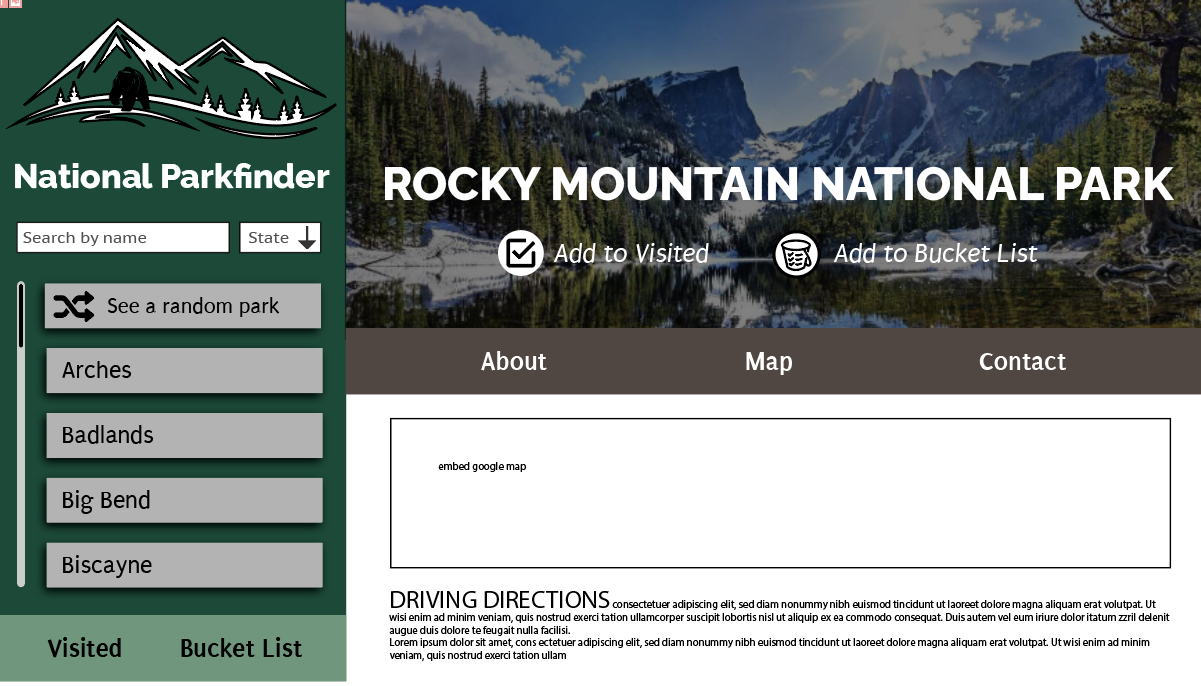 National Parkfinder
Search by name
State
See a random park
Arches
Badlands
Big Bend
Biscayne
Visited
Bucket List
ROCKY MOUNTAIN NATIONAL PARK
Add to Visited
Add to Bucket List
About
Map
Contact
embed google map
DRIVING DIRECTIONS consectetuer adipiscing elit, sed diam nonummy nibh euismod tincidunt ut laoreet dolore magna aliquam erat volutpat. Ut
wisi enim ad minim veniam, quis nostrud exerci tation ullamcorper suscipit lobortis nisl ut aliquip ex ea commodo consequat. Duis autem vel eum iriure dolor itatum zzril delenit
augue duis dolore te feugait nulla facilisi.
Lorem ipsum dolor sit amet, cons ectetuer adipiscing elit, sed diam nonummy nibh euismod tincidunt ut laoreet dolore magna aliquam erat volutpat. Ut wisi enim ad minim
veniam, quis nostrud exerci tation ullam